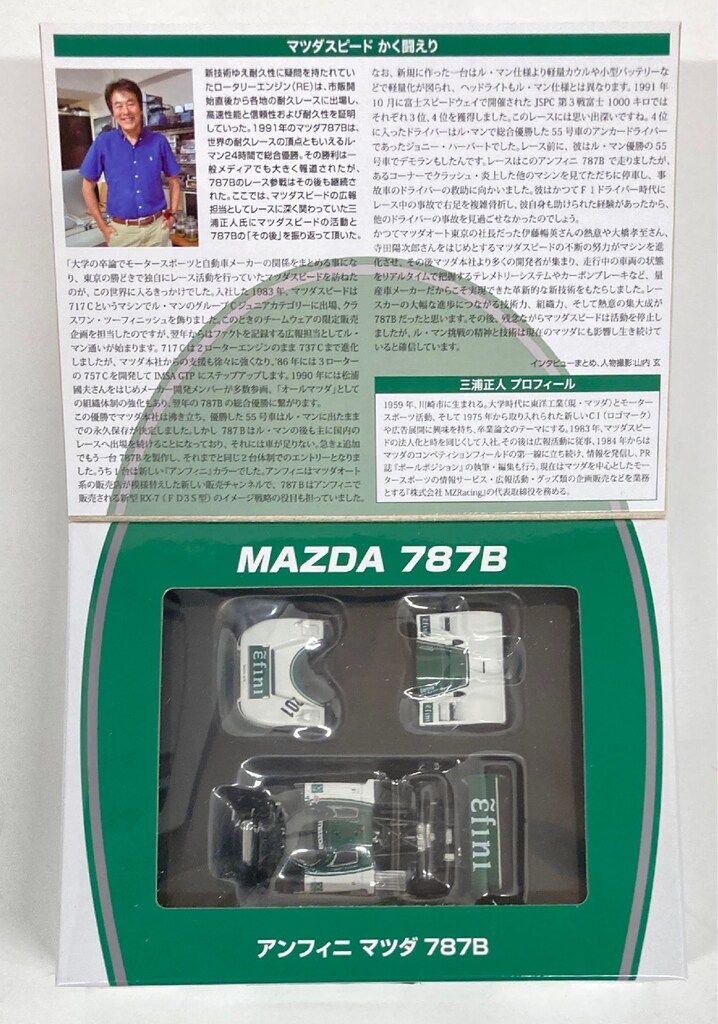 マツダスピード かく闘えり
新技術ゆえ耐久性に疑問を持たれてい
たロータリーエンジン(RE)は、市販開
始直後から各地の耐久レースに出場し、
高速性能と信頼性および耐久性を証明
していった。1991年のマツダ787Bは、
世界の耐久レースの頂点ともいえるル・
マン24時間で総合優勝。その勝利は一
般メディアでも大きく報道されたが、
787Bのレース参戦はその後も継続さ
れた。ここでは、マツダスピードの広報
担当としてレースに深く関わっていた三
浦正人氏にマツダスピードの活動と
787Bの「その後」を振り返って頂いた。
「大学の卒論でモータースポーツと自動車メーカーの関係をまとめる事にな
り、東京の勝どきで独自にレース活動を行っていたマツダスピードを訪ねた
のが、この世界に入るきっかけでした。入社した1983年、マツダスピードは
717CというマシンでルマンのグループCジュニアカテゴリーに出場、クラ
スワン・ツーフィニッシュを飾りました。このときのチームウェアの限定販売
企画を担当したのですが、翌年からはファクトを記録する広報担当としてル・
マン通いが始まります。717Cは2ローターエンジンのまま737Cまで進化
しましたが、マツダ本社からの支援も徐々に強くなり、'86年には3ローター
の757Cを開発してIMSA GTPにステップアップします。1990年には松浦
國夫さんをはじめメーカー開発メンバーが多数参画、「オールマツダ」として
の組織体制の強化もあり、翌年の787Bの総合優勝に繋がります。
この優勝でマツダ本社は沸き立ち、優勝した55号車はル・マンに出たままで
の永久保存が決定しました。しかし787Bはル・マンの後も主に国内の
レースへ出場を続けることになっており、それには車が足りない。急きょ追加
でもう一台787Bを製作し、それまでと同じ2台体制でのエントリーとなりま
した。うち1台は新しい「アンフィニ」カラーでした。アンフィニはマツダオート
系の販売店が模様替えした新しい販売チャンネルで、787Bはアンフィニで
販売される新型RX-7(FD3S型)のイメージ戦略の役目も担っていました。
なお、新規に作った一台はル・マン仕様より軽量カウルや小型バッテリーな
どで軽量化が図られ、ヘッドライトもル・マン仕様とは異なります。1991年
10月に富士スピードウェイで開催されたJSPC第3戦富士1000キロでは
それぞれ3位、4位を獲得しました。このレースには思い出深いですね。4位
に入ったドライバーはル・マンで総合優勝した55号車のアンカードライバー
であったジョニー・ハーバートでした。レース前に、彼はル・マン優勝の55
号車でデモランもしたんです。レースはこのアンフィニ787Bで走りましたが、
あるコーナーでクラッシュ・炎上した他のマシンを見てただちに停車し、事
故車のドライバーの救助に向かいました。彼はかつてF1ドライバー時代に
レース中の事故で右足を複雑骨折し、彼自身も助けられた経験があったから、
他のドライバーの事故を見過ごせなかったのでしょう。
かつてマツダオート東京の社長だった伊藤暢英さんの熱意や大橋孝至さん、
寺田陽次郎さんをはじめとするマツダスピードの不断の努力がマシンを進
化させ、その後マツダ本社より多くの開発者が集まり、走行中の車両の状態
をリアルタイムで把握するテレメトリーシステムやカーボンブレーキなど、量
産車メーカーだからこそ実現できた革新的な新技術をもたらしました。レー
スカーの大幅な進歩につながる技術力、組織力、そして熱意の集大成が
787Bだったと思います。その後、残念ながらマツダスピードは活動を停止し
ましたが、ル・マン挑戦の精神と技術は現在のマツダにも影響し生き続けて
いると確信しています。
インタビューまとめ、人物撮影:山内 玄
三浦正人 プロフィール
1959年、川崎市に生まれる。大学時代に東洋工業(現・マツダ)とモーター
スポーツ活動、そして1975年から取り入れられた新しいCI(ロゴマーク)
や広告展開に興味を持ち、卒業論文のテーマにする。1983年、マツダスピード
の法人化と時を同じくして入社。その後は広報活動に従事、1984年からは
マツダのコンペティションフィールドの第一線に立ち続け、情報を発信し、PR
誌『ポールポジション』の執筆・編集も行う。現在はマツダを中心としたモー
タースポーツの情報サービス・広報活動・グッズ類の企画販売などを業務
とする「株式会社 MZRacing」の代表取締役を務める。
MAZDA 787B
ẽfini
201
ẽfini
ẽfini
mazda
ẽfini
アンフィニ マツダ 787B